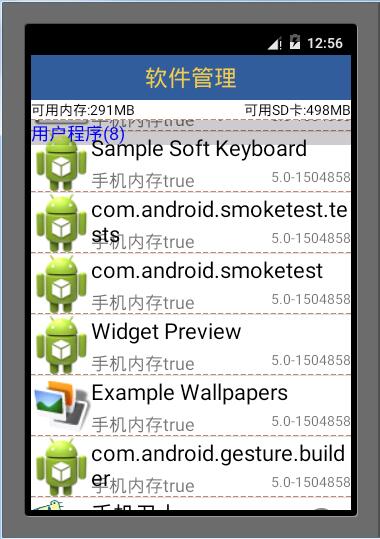 12:56
软件管理
可用内存:291MB 可用SD卡:498MB
手机内存true
用户程序(8)
Sample Soft Keyboard
手机内存true 5.0-1504858
com.android.smoketest.te
sts
手机内存true 5.0-1504858
com.android.smoketest
手机内存true 5.0-1504858
Widget Preview
手机内存true 5.0-1504858
Example Wallpapers
手机内存true 5.0-1504858
com.android.gesture.build
er
手机内存true 5.0-1504858